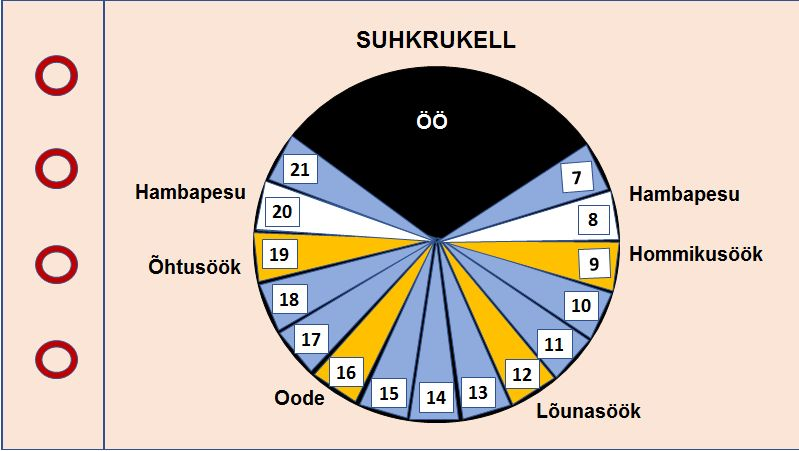 SUHKRUKELL
ÖÖ
21
7
Hambapesu
Hambapesu
20
8
Hommikusöök
19
9
Õhtusöök
18
10
17
11
16
12
Oode
15
14
13
Lõunasöök